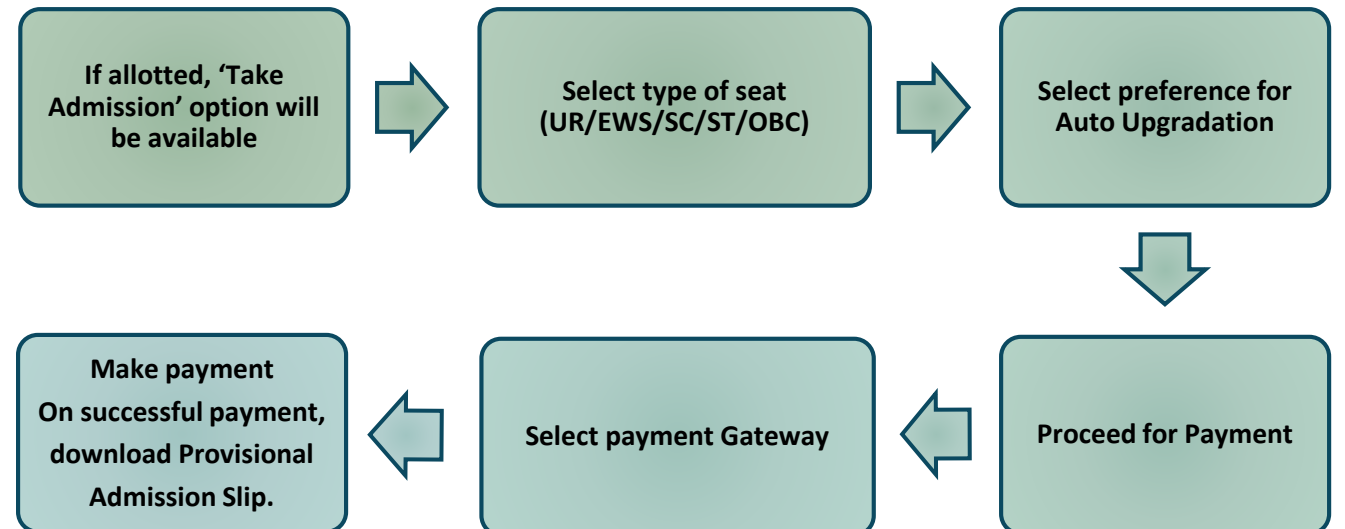 If allotted, ‘Take
Admission’ option will
be available
Select type of seat
(UR/EWS/SC/ST/OBC)
Select preference for
Auto Upgradation
Proceed for Payment
Select payment Gateway
Make payment
On successful payment,
download Provisional
Admission Slip.